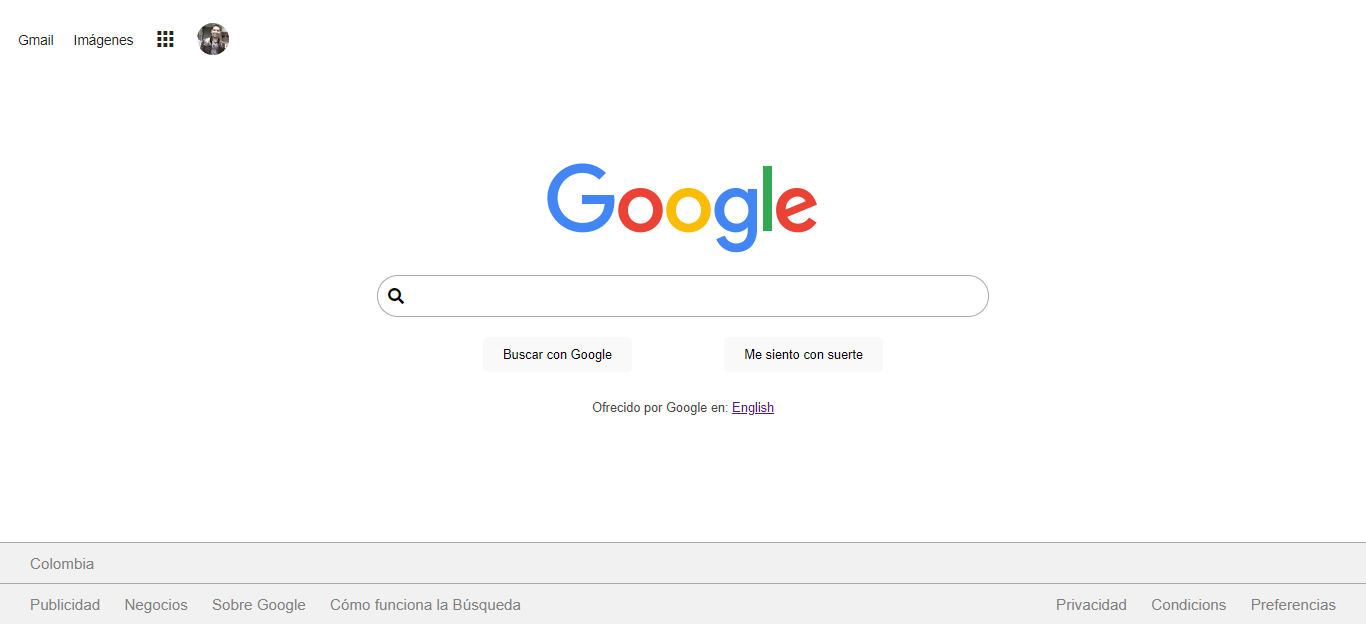 Gmail Imágenes
Google
Buscar con Google Me siento con suerte
Ofrecido por Google en: English
Colombia
Publicidad Negocios Sobre Google Cómo funciona la Búsqueda Privacidad Condicions Preferencias